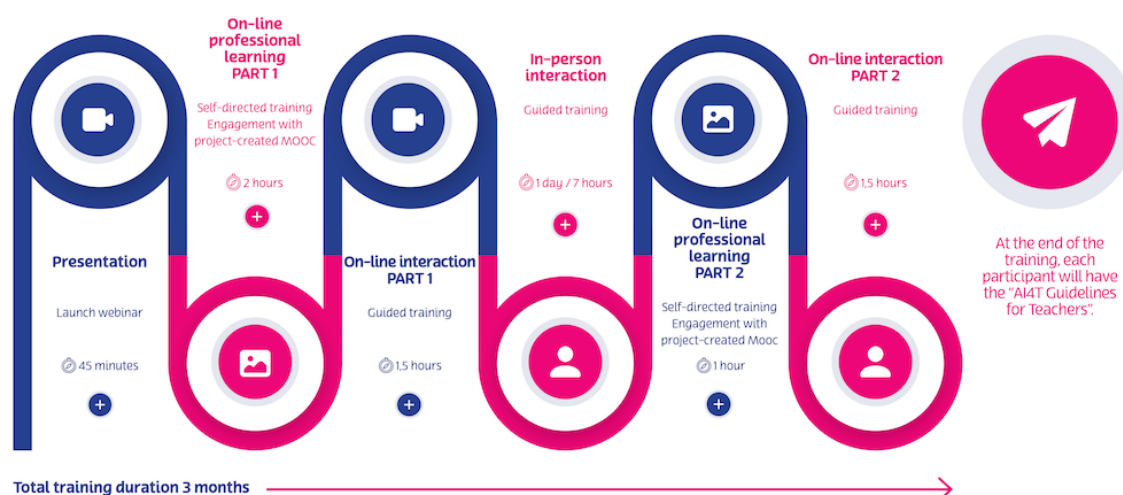 Presentation
Launch webinar
45 minutes
On-line
professional
learning
PART 1
Self-directed training
Engagement with
project-created MOOC
2 hours
On-line interaction
PART 1
Guided training
1,5 hours
In-person
interaction
Guided training
1 day / 7 hours
On-line
professional
learning
PART 2
Self-directed training
Engagement with
project-created Mooc
1 hour
On-line interaction
PART 2
Guided training
1,5 hours
At the end of the
training, each
participant will have
the "AI4T Guidelines
for Teachers".
Total training duration 3 months